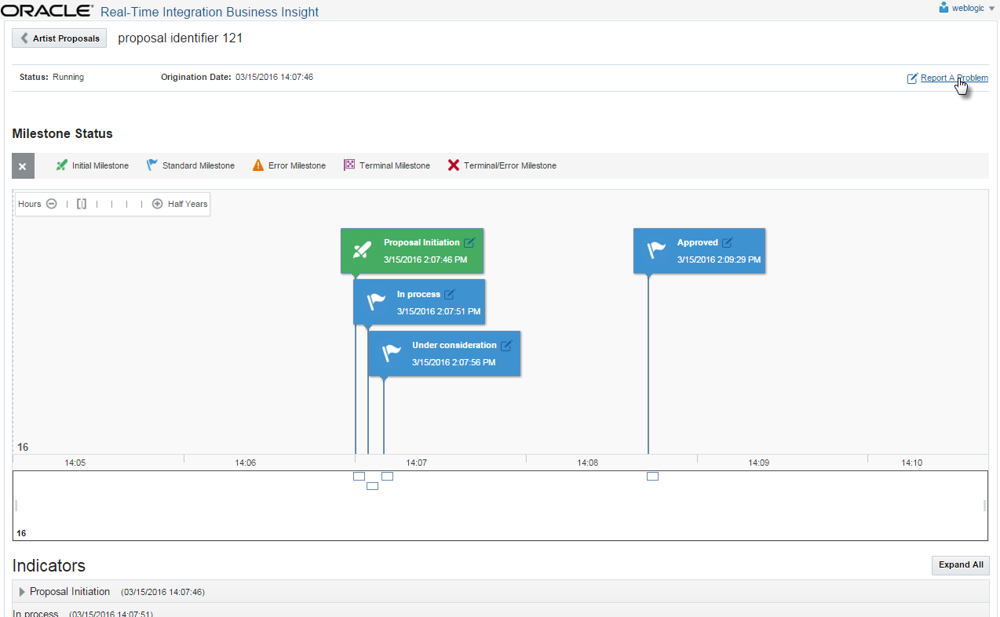 ORACLE Real-Time Integration Business Insight
weblogic
Artist Proposals
proposal identifier 121
Status: Running
Origination Date: 03/15/2016 14:07:46
Report A Problem
Milestone Status
Initial Milestone
Standard Milestone
Error Milestone
Terminal Milestone
Terminal/Error Milestone
Hours
Half Years
Proposal Initiation
3/15/2016 2:07:46 PM
Approved
3/15/2016 2:09:29 PM
In process
3/15/2016 2:07:51 PM
Under consideration
3/15/2016 2:07:56 PM
16
14:05 14:06 14:07 14:08 14:09 14:10
16
Indicators
Expand All
Proposal Initiation (03/15/2016 14:07:46)
In process (03/15/2016 14:07:51)